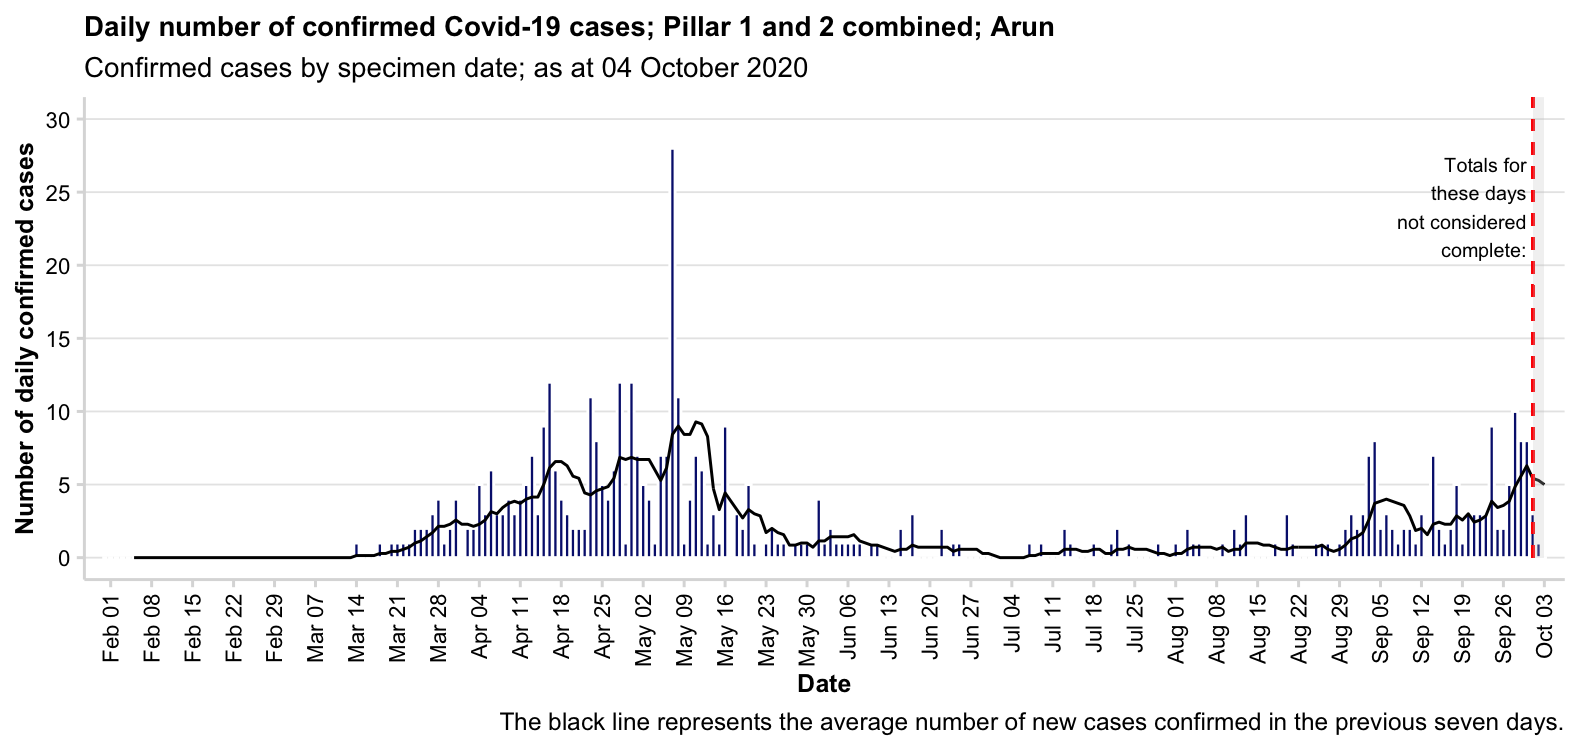 Daily number of confirmed Covid-19 cases; Pillar 1 and 2 combined; Arun
Confirmed cases by specimen date; as at 04 October 2020
Number of daily confirmed cases
30
25
20
15
10
5
0
Totals for
these days
not considered
complete:
Feb 01
Feb 08
Feb 15
Feb 22
Feb 29
Mar 07
Mar 14
Mar 21
Mar 28
Apr 04
Apr 11
Apr 18
Apr 25
May 02
May 09
May 16
May 23
May 30
Jun 06
Jun 13
Jun 20
Jun 27
Jul 04
Jul 11
Jul 18
Jul 25
Aug 01
Aug 08
Aug 15
Aug 22
Aug 29
Sep 05
Sep 12
Sep 19
Sep 26
Oct 03
Date
The black line represents the average number of new cases confirmed in the previous seven days.